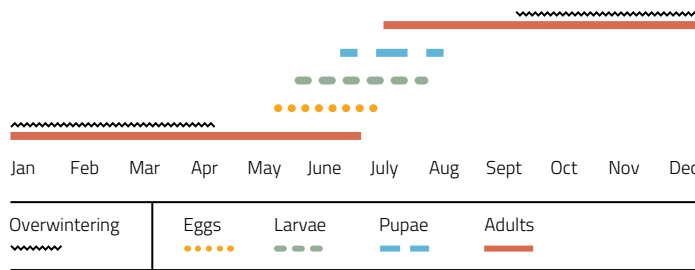 Jan Feb Mar Apr May June July Aug Sept Oct Nov Dec
Overwintering Eggs Larvae Pupae Adults